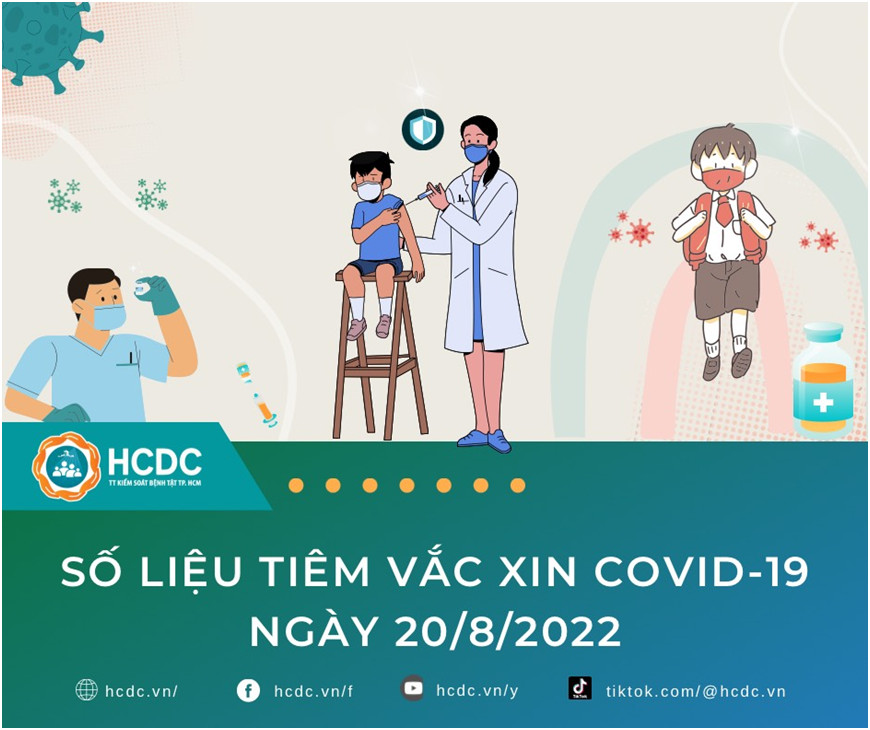 HCDC
TT KIỂM SOÁT BỆNH TẬT TP. HCM
SỐ LIỆU TIÊM VẮC XIN COVID-19
NGÀY 20/8/2022
hcdc.vn/
hcdc.vn/f
hcdc.vn/y
tiktok.com/@hcdc.vn